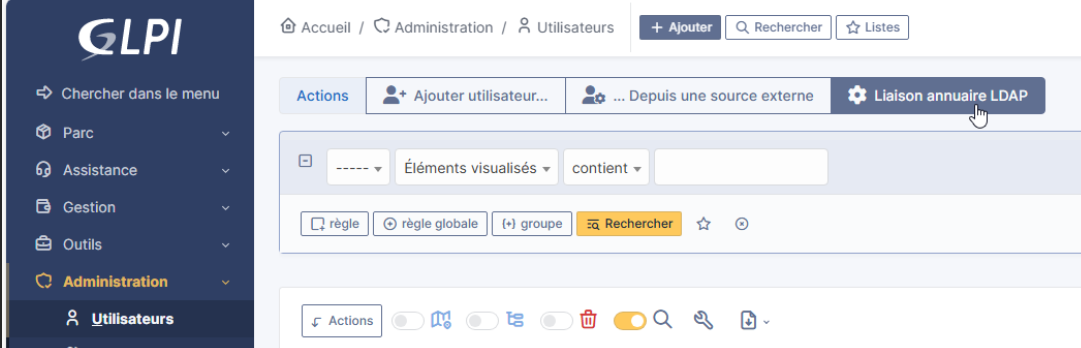 GLPI
Accueil / Administration / Utilisateurs + Ajouter Rechercher Listes
Chercher dans le menu
Actions Ajouter utilisateur... ... Depuis une source externe Liaison annuaire LDAP
Parc
Assistance
----- Éléments visualisés contient
Gestion
règle règle globale groupe Rechercher
Outils
Administration
Utilisateurs
Actions